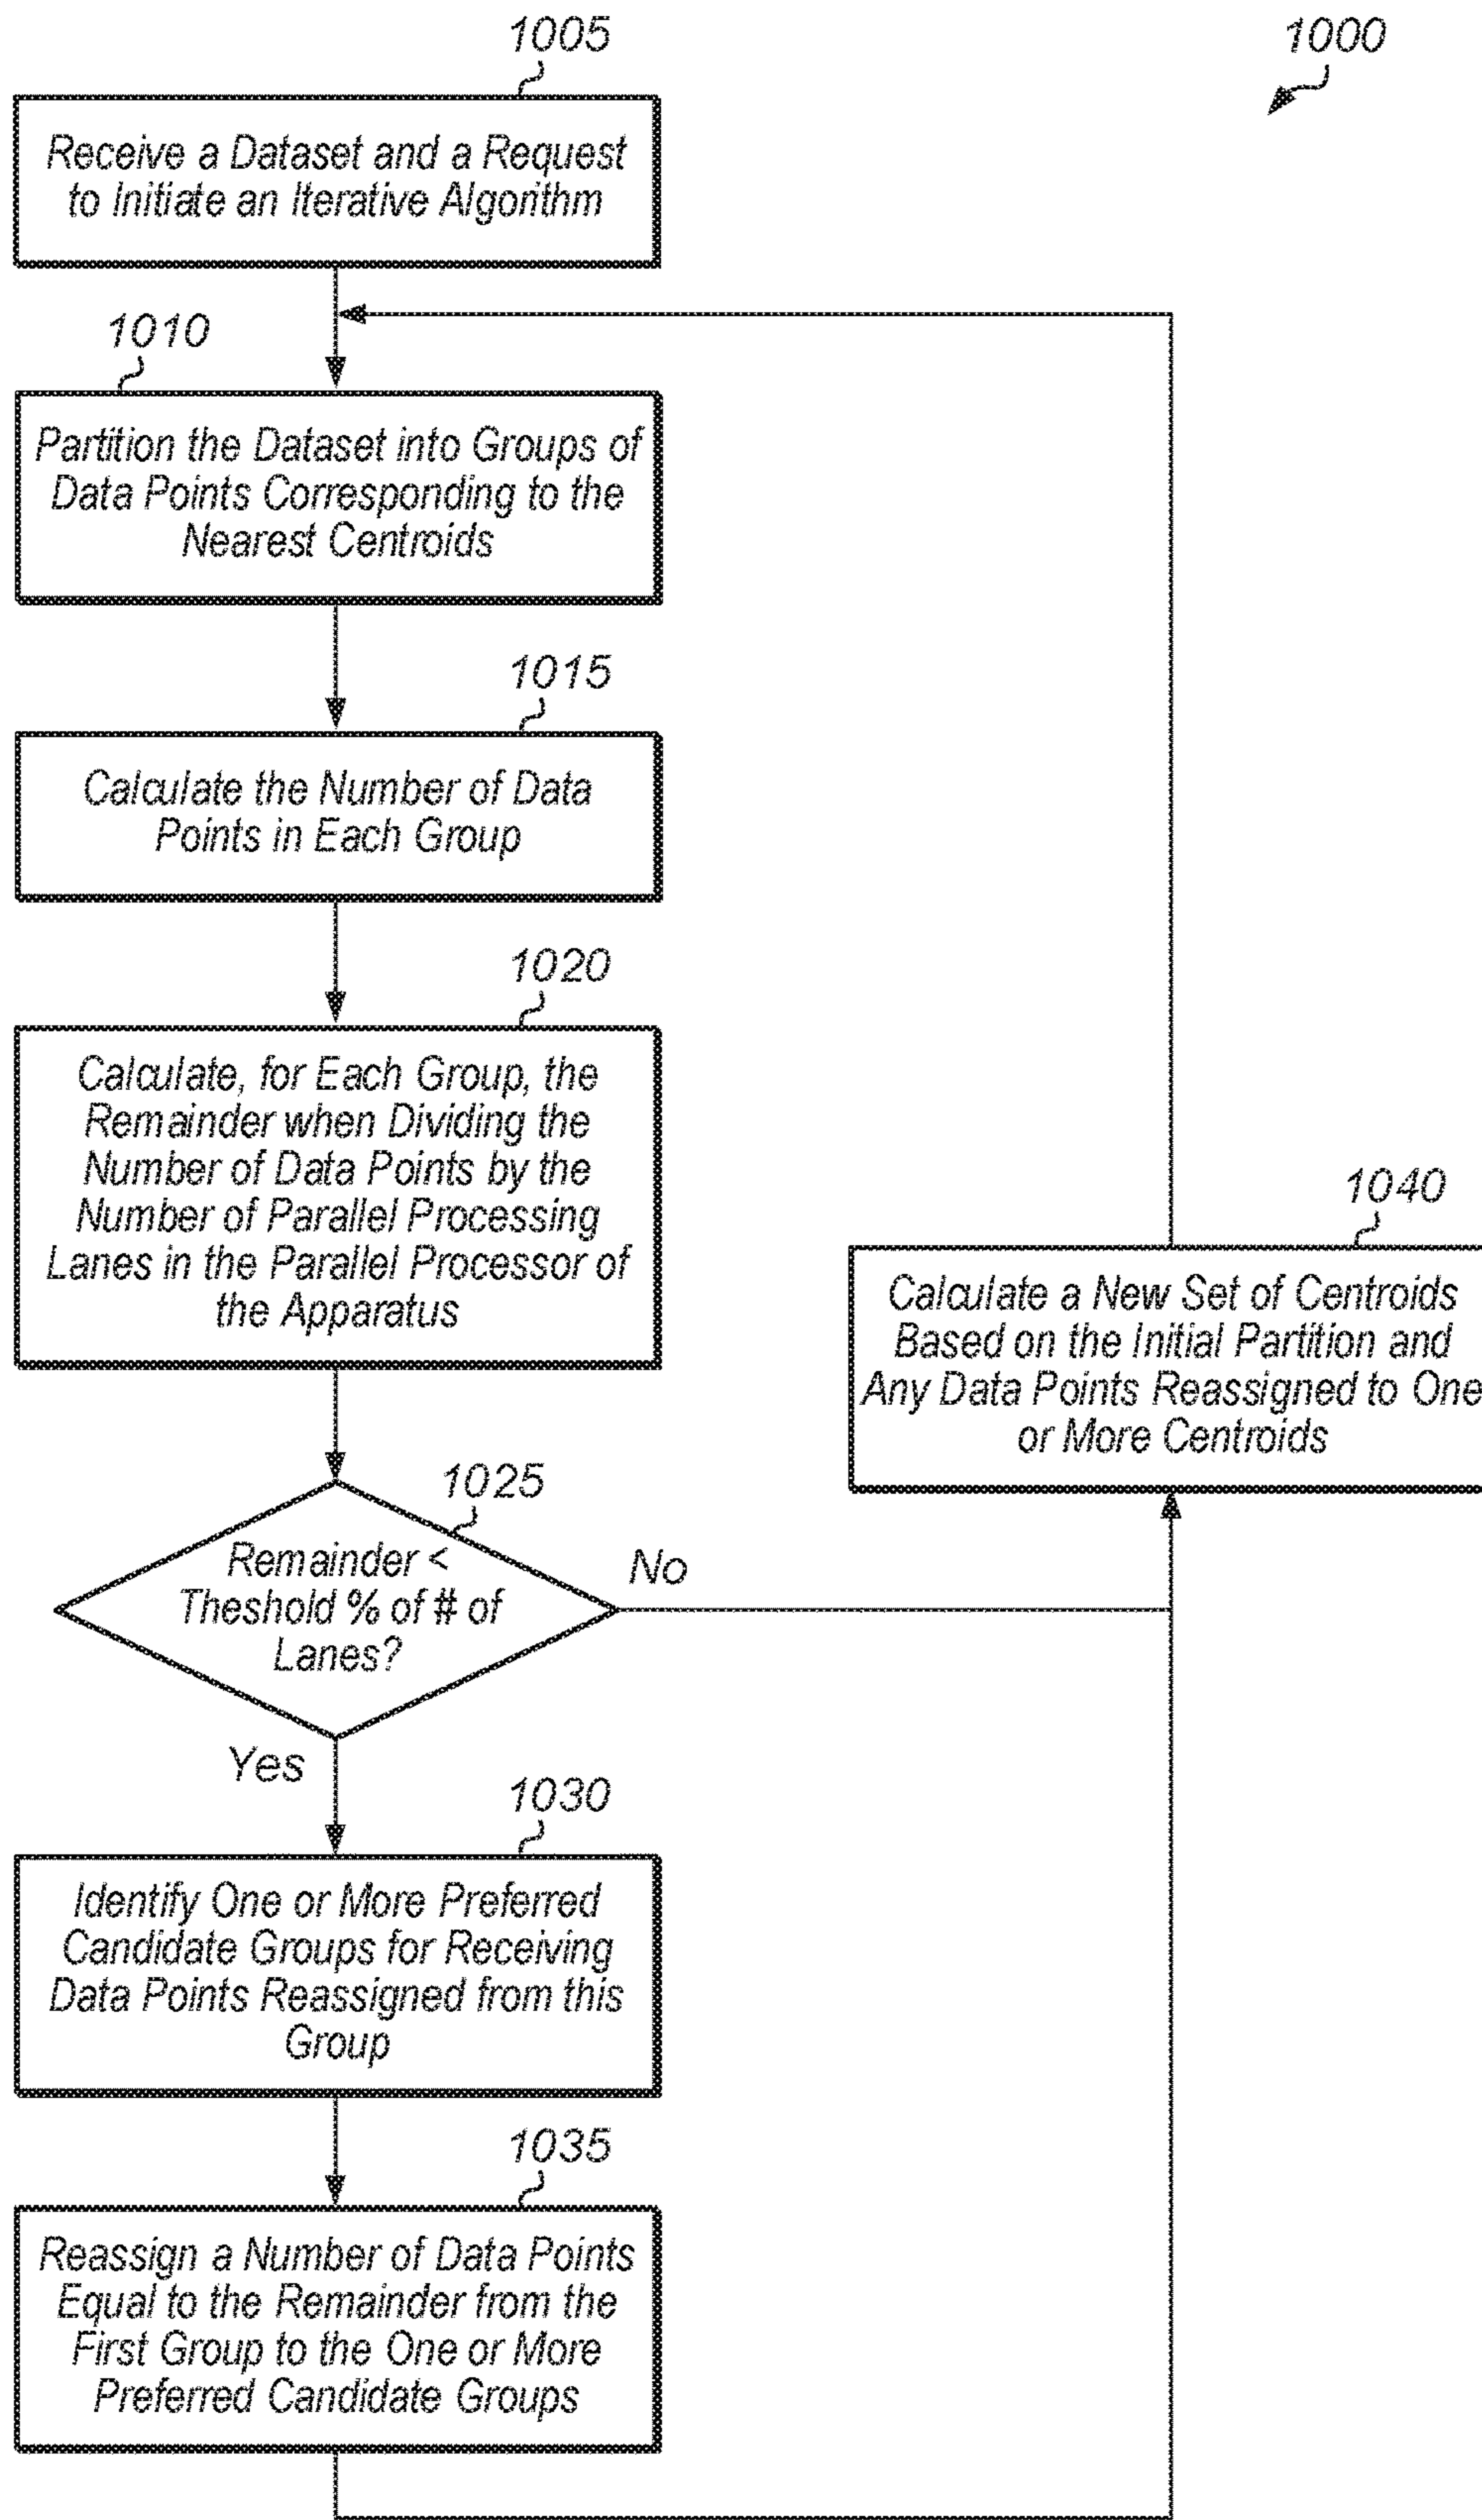 1005
1000
Receive a Dataset and a Request
to Initiate an Iterative Algorithm
1010
Partition the Dataset into Groups of
Data Points Corresponding to the
Nearest Centroids
1015
Calculate the Number of Data
Points in Each Group
1020
Calculate, for Each Group, the
Remainder when Dividing the
Number of Data Points by the
Number of Parallel Processing
Lanes in the Parallel Processor of
the Apparatus
1040
Calculate a New Set of Centroids
Based on the Initial Partition and
Any Data Points Reassigned to One
or More Centroids
1025
Remainder <
Theshold % of # of
Lanes?
No
Yes
1030
Identify One or More Preferred
Candidate Groups for Receiving
Data Points Reassigned from this
Group
1035
Reassign a Number of Data Points
Equal to the Remainder from the
First Group to the One or More
Preferred Candidate Groups